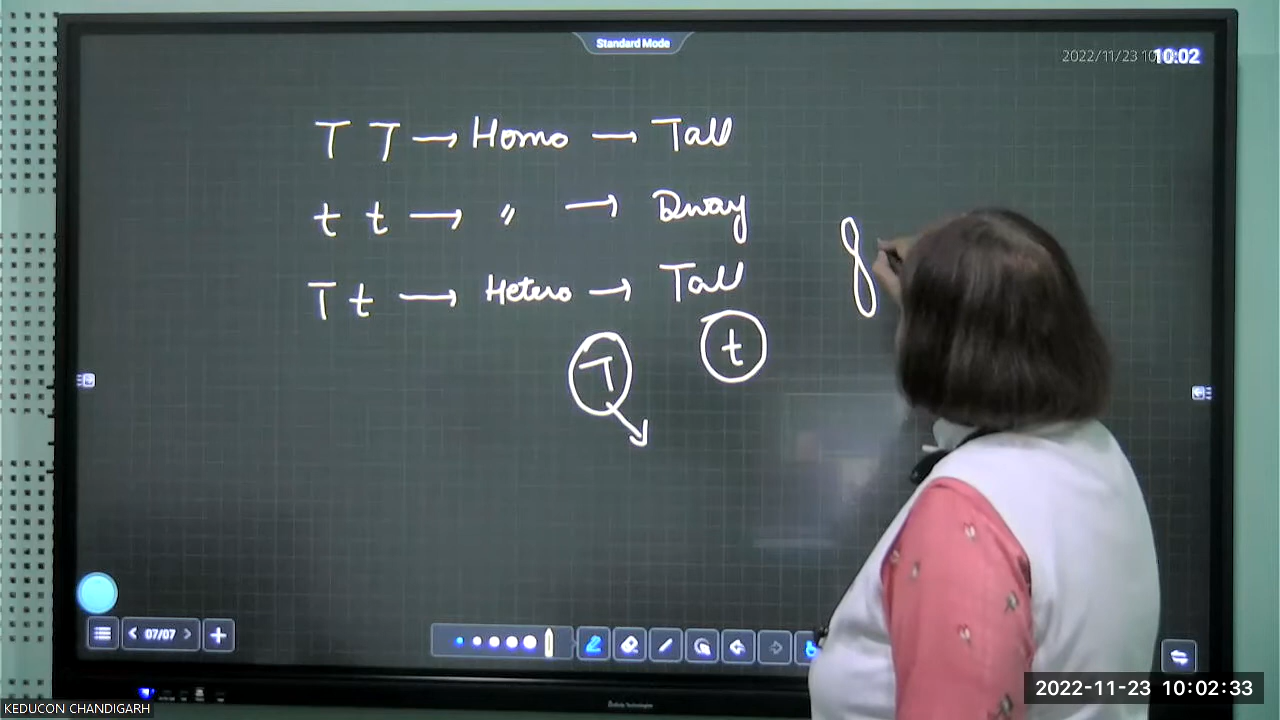 Standard Mode
2022/11/23 10:02
T T → Homo → Tall
t t → " → Dway
T t → Hetero → Tall
T t
07/07
2022-11-23 10:02:33
KEDUCON CHANDIGARH